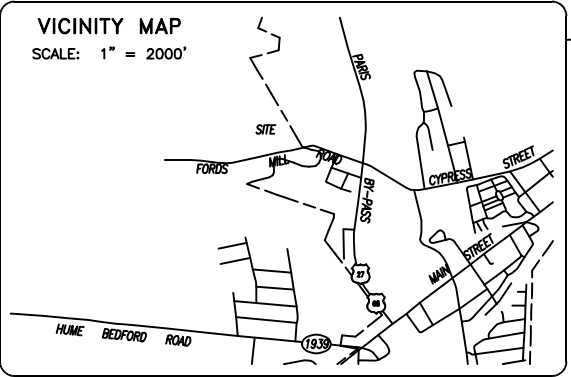 VICINITY MAP
SCALE: 1" = 2000'
PARIS
BY-PASS
SITE
FORDS
MILL
ROAD
CYPRESS
STREET
MAIN
STREET
27
68
HUME BEDFORD ROAD
1939